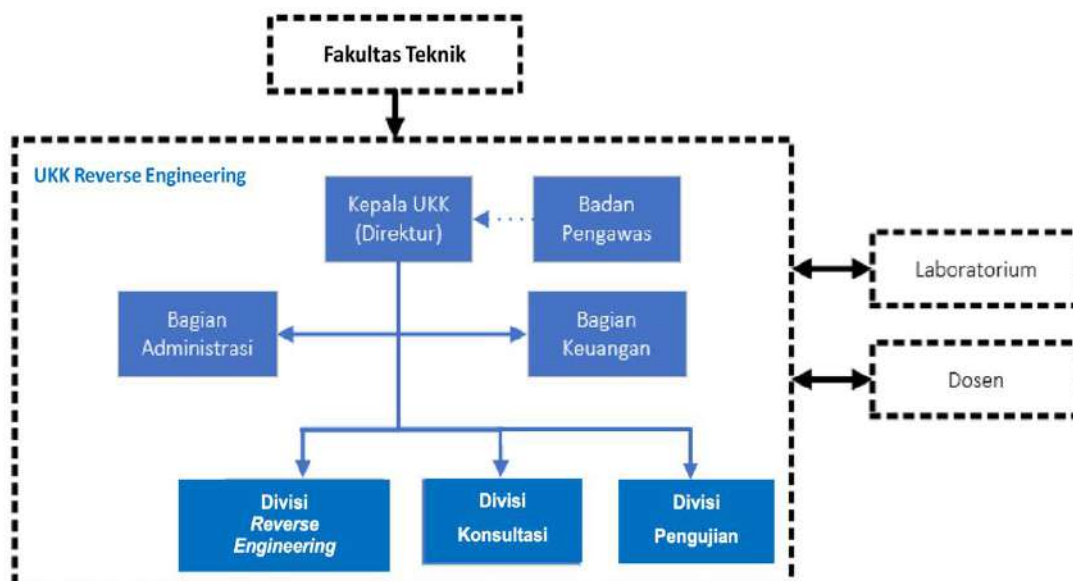 Fakultas Teknik
UKK Reverse Engineering
Kepala UKK
(Direktur)
Badan
Pengawas
Laboratorium
Bagian
Administrasi
Bagian
Keuangan
Dosen
Divisi
Reverse
Engineering
Divisi
Konsultasi
Divisi
Pengujian